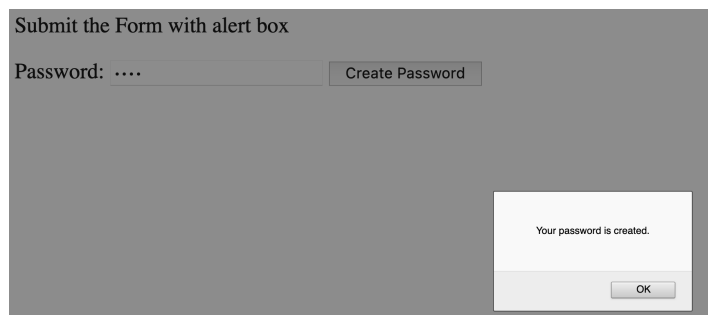 Submit the Form with alert box
Password: ····
Create Password
Your password is created.
OK